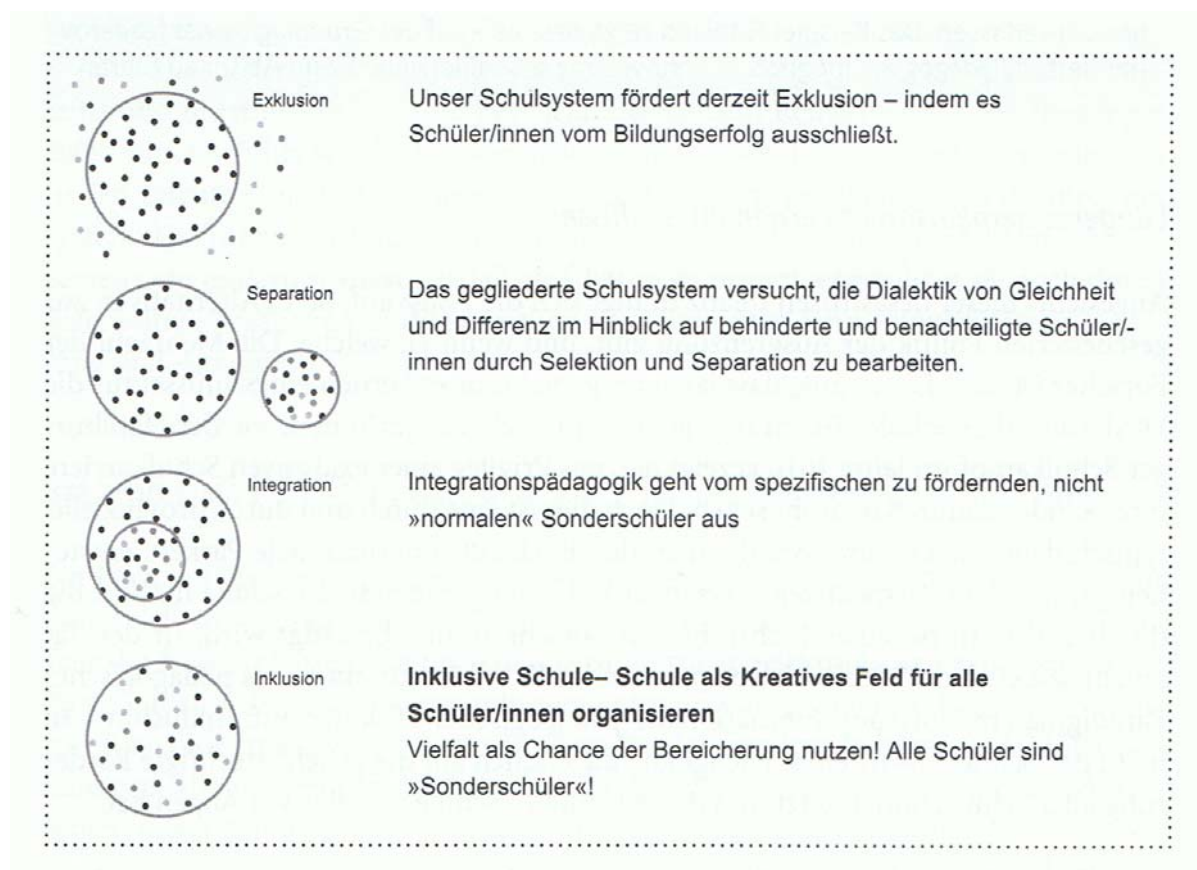 Exklusion
Unser Schulsystem fördert derzeit Exklusion – indem es
Schüler/innen vom Bildungserfolg ausschließt.
Separation
Das gegliederte Schulsystem versucht, die Dialektik von Gleichheit
und Differenz im Hinblick auf behinderte und benachteiligte Schüler/-
innen durch Selektion und Separation zu bearbeiten.
Integration
Integrationspädagogik geht vom spezifischen zu fördernden, nicht
»normalen« Sonderschüler aus
Inklusion
Inklusive Schule– Schule als Kreatives Feld für alle
Schüler/innen organisieren
Vielfalt als Chance der Bereicherung nutzen! Alle Schüler sind
»Sonderschüler«!